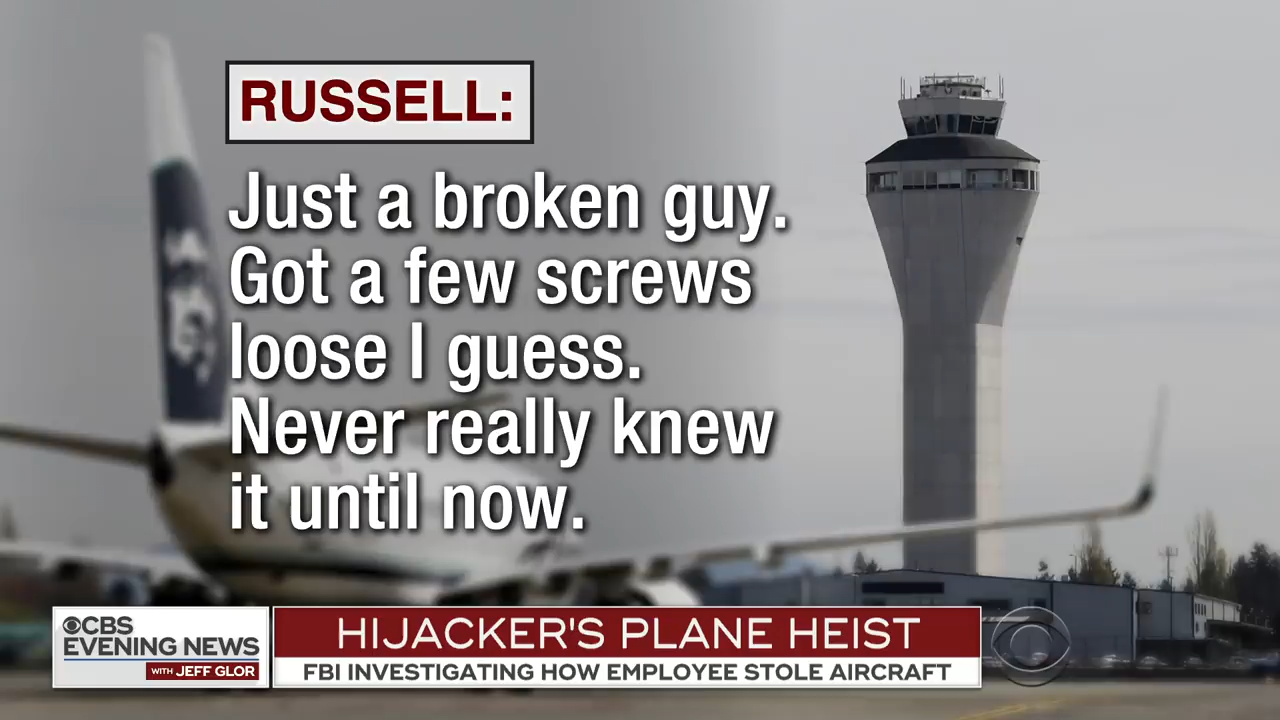 RUSSELL:
Just a broken guy.
Got a few screws
loose I guess.
Never really knew
it until now.
CBS
EVENING NEWS
WITH JEFF GLOR
HIJACKER'S PLANE HEIST
FBI INVESTIGATING HOW EMPLOYEE STOLE AIRCRAFT